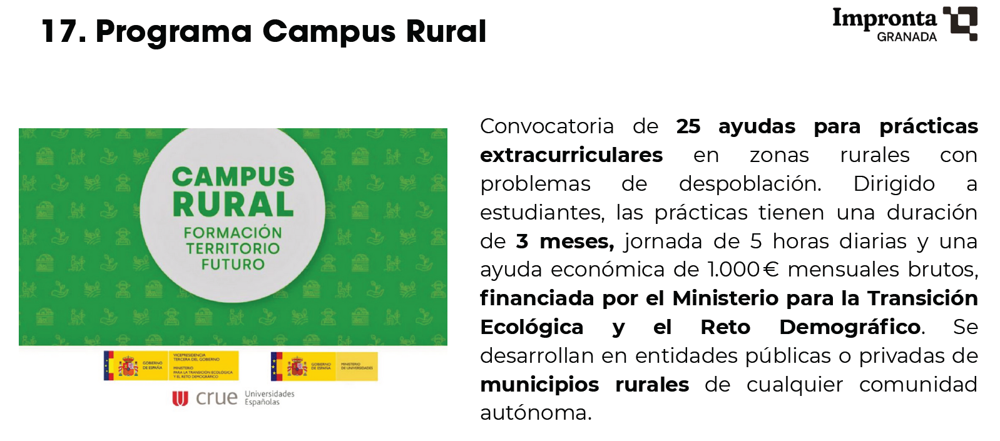 17. Programa Campus Rural
Impronta
GRANADA
CAMPUS
RURAL
FORMACIÓN
TERRITORIO
FUTURO
GOBIERNO
DE ESPAÑA
VICEPRESIDENCIA
TERCERA DEL GOBIERNO
MINISTERIO
PARA LA TRANSICIÓN ECOLÓGICA
Y EL RETO DEMOGRÁFICO
GOBIERNO
DE ESPAÑA
MINISTERIO
DE UNIVERSIDADES
crue Universidades
Españolas
Convocatoria de 25 ayudas para prácticas
extracurriculares en zonas rurales con
problemas de despoblación. Dirigido a
estudiantes, las prácticas tienen una duración
de 3 meses, jornada de 5 horas diarias y una
ayuda económica de 1.000 € mensuales brutos,
financiada por el Ministerio para la Transición
Ecológica y el Reto Demográfico. Se
desarrollan en entidades públicas o privadas de
municipios rurales de cualquier comunidad
autónoma.